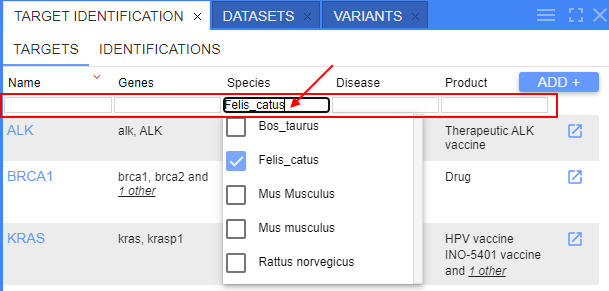 TARGET IDENTIFICATION × DATASETS × VARIANTS ×
TARGETS IDENTIFICATIONS
Name Genes Species Disease Product ADD +
Felis_catus
ALK alk, ALK Therapeutic ALK
vaccine
BRCA1 brca1, brca2 and
1 other
Drug
KRAS kras, krasp1 HPV vaccine
INO-5401 vaccine
and 1 other
Bos_taurus
Felis_catus
Mus Musculus
Mus musculus
Rattus norvegicus